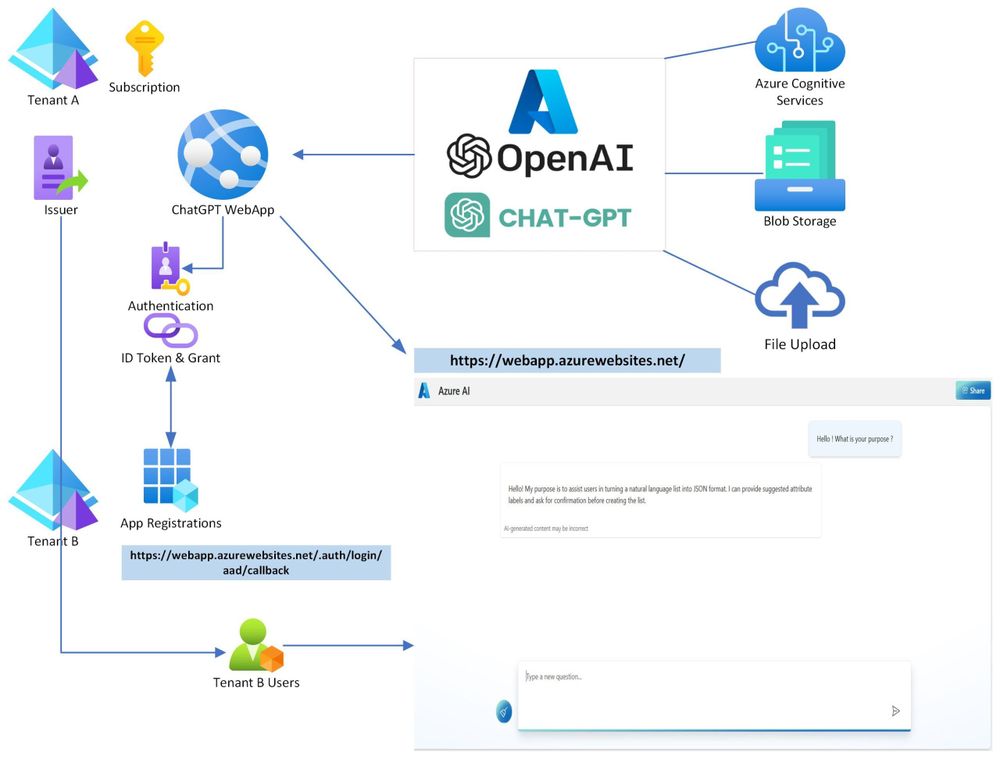 Tenant A
Subscription
Issuer
ChatGPT WebApp
OpenAI
CHAT-GPT
Azure Cognitive
Services
Blob Storage
File Upload
Authentication
ID Token & Grant
App Registrations
Tenant B
https://webapp.azurewebsites.net/.auth/login/
aad/callback
Tenant B Users
https://webapp.azurewebsites.net/
Azure AI
Share
Hello ! What is your purpose ?
Hello! My purpose is to assist users in turning a natural language list into JSON format. I can provide suggested attribute
labels and ask for confirmation before creating the list.
AI-generated content may be incorrect
Type a new question...